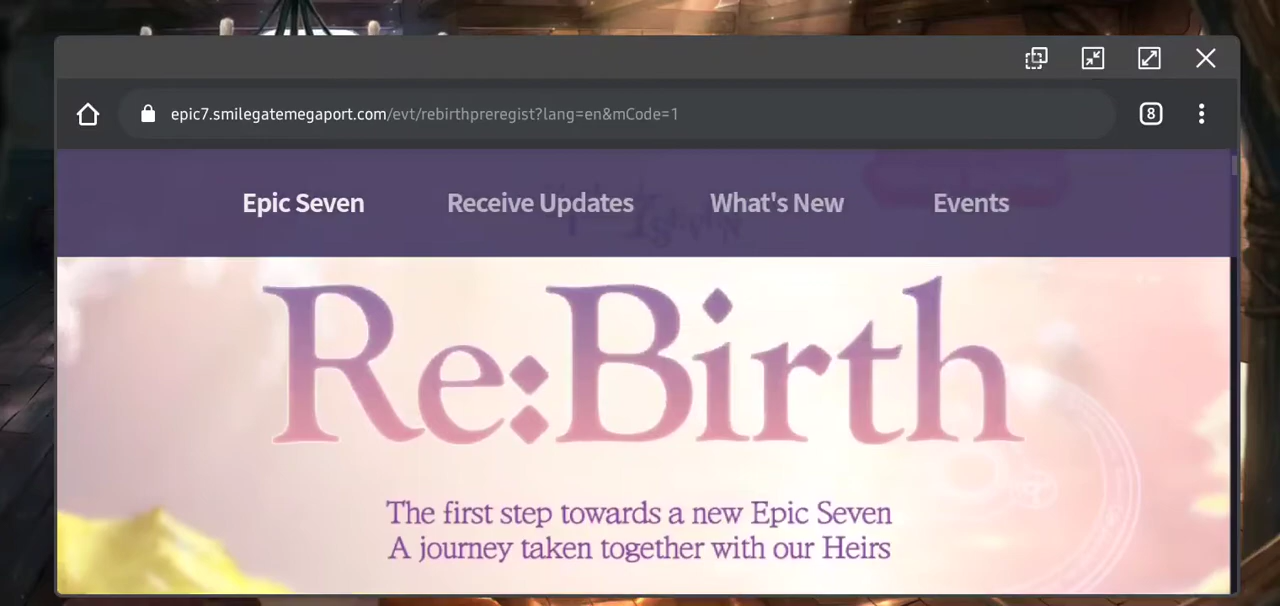 epic7.smilegatemegaport.com/evt/rebirthpreregist?lang=en&mCode=1
8
Epic Seven
Receive Updates
What's New
Events
Re:Birth
The first step towards a new Epic Seven
A journey taken together with our Heirs